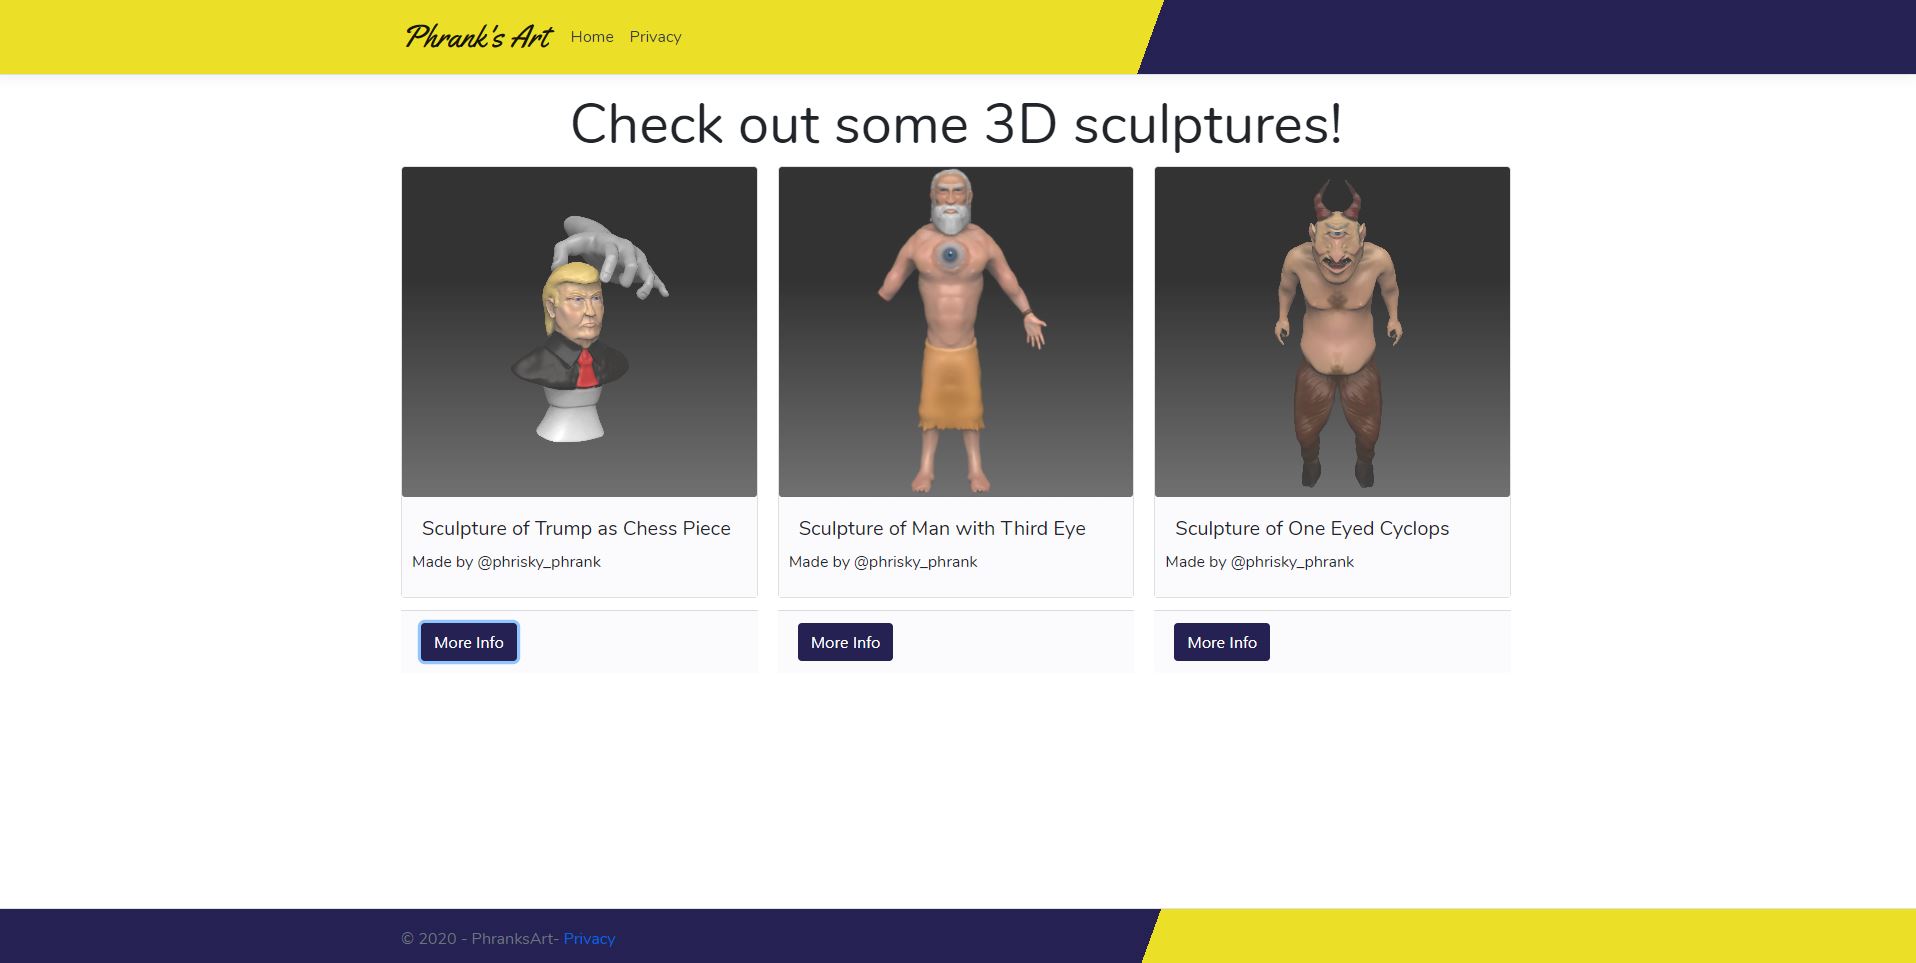 Phrank's Art Home Privacy
Check out some 3D sculptures!
Sculpture of Trump as Chess Piece
Made by @phrisky_phrank
More Info
Sculpture of Man with Third Eye
Made by @phrisky_phrank
More Info
Sculpture of One Eyed Cyclops
Made by @phrisky_phrank
More Info
© 2020 - PhranksArt- Privacy